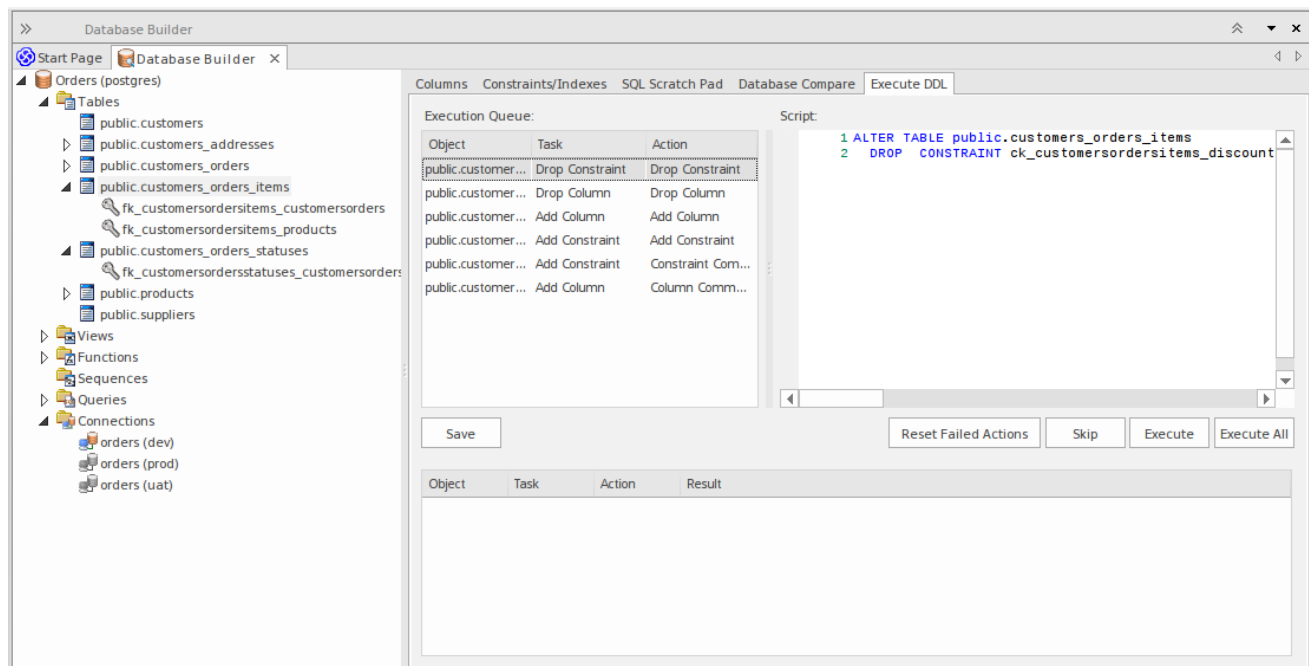 Database Builder
Start Page Database Builder
Orders (postgres)
Tables
public.customers
public.customers_addresses
public.customers_orders
public.customers_orders_items
fk_customersordersitems_customersorders
fk_customersordersitems_products
public.customers_orders_statuses
fk_customersordersstatuses_customersorders
public.products
public.suppliers
Views
Functions
Sequences
Queries
Connections
orders (dev)
orders (prod)
orders (uat)
Columns Constraints/Indexes SQL Scratch Pad Database Compare Execute DDL
Execution Queue:
Object Task Action
public.customer... Drop Constraint Drop Constraint
public.customer... Drop Column Drop Column
public.customer... Add Column Add Column
public.customer... Add Constraint Add Constraint
public.customer... Add Constraint Constraint Com...
public.customer... Add Column Column Comm...
Script:
1 ALTER TABLE public.customers_orders_items
2 DROP CONSTRAINT ck_customersordersitems_discount
Save Reset Failed Actions Skip Execute Execute All
Object Task Action Result